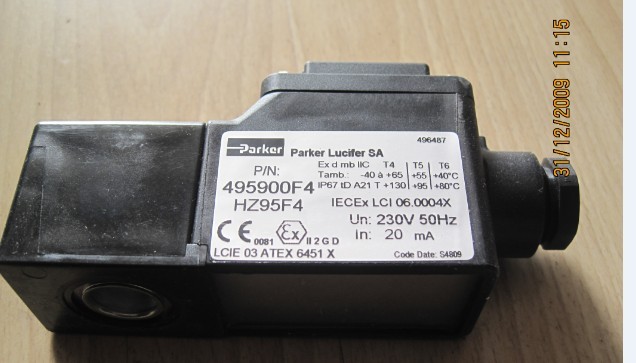 496487
Parker Parker Lucifer SA
P/N:
495900F4
HZ95F4
Ex d mb IIC T4 T5 T6
Tamb.: -40 à +65 +55 +40°C
IP67 tD A21 T +130 +95 +80°C
IECEx LCI 06.0004X
Un: 230V 50Hz
in: 20 mA
CE 0081 Ex II 2 G D
LCIE 03 ATEX 6451 X
Code Date: S4809
31/12/2009 11:15